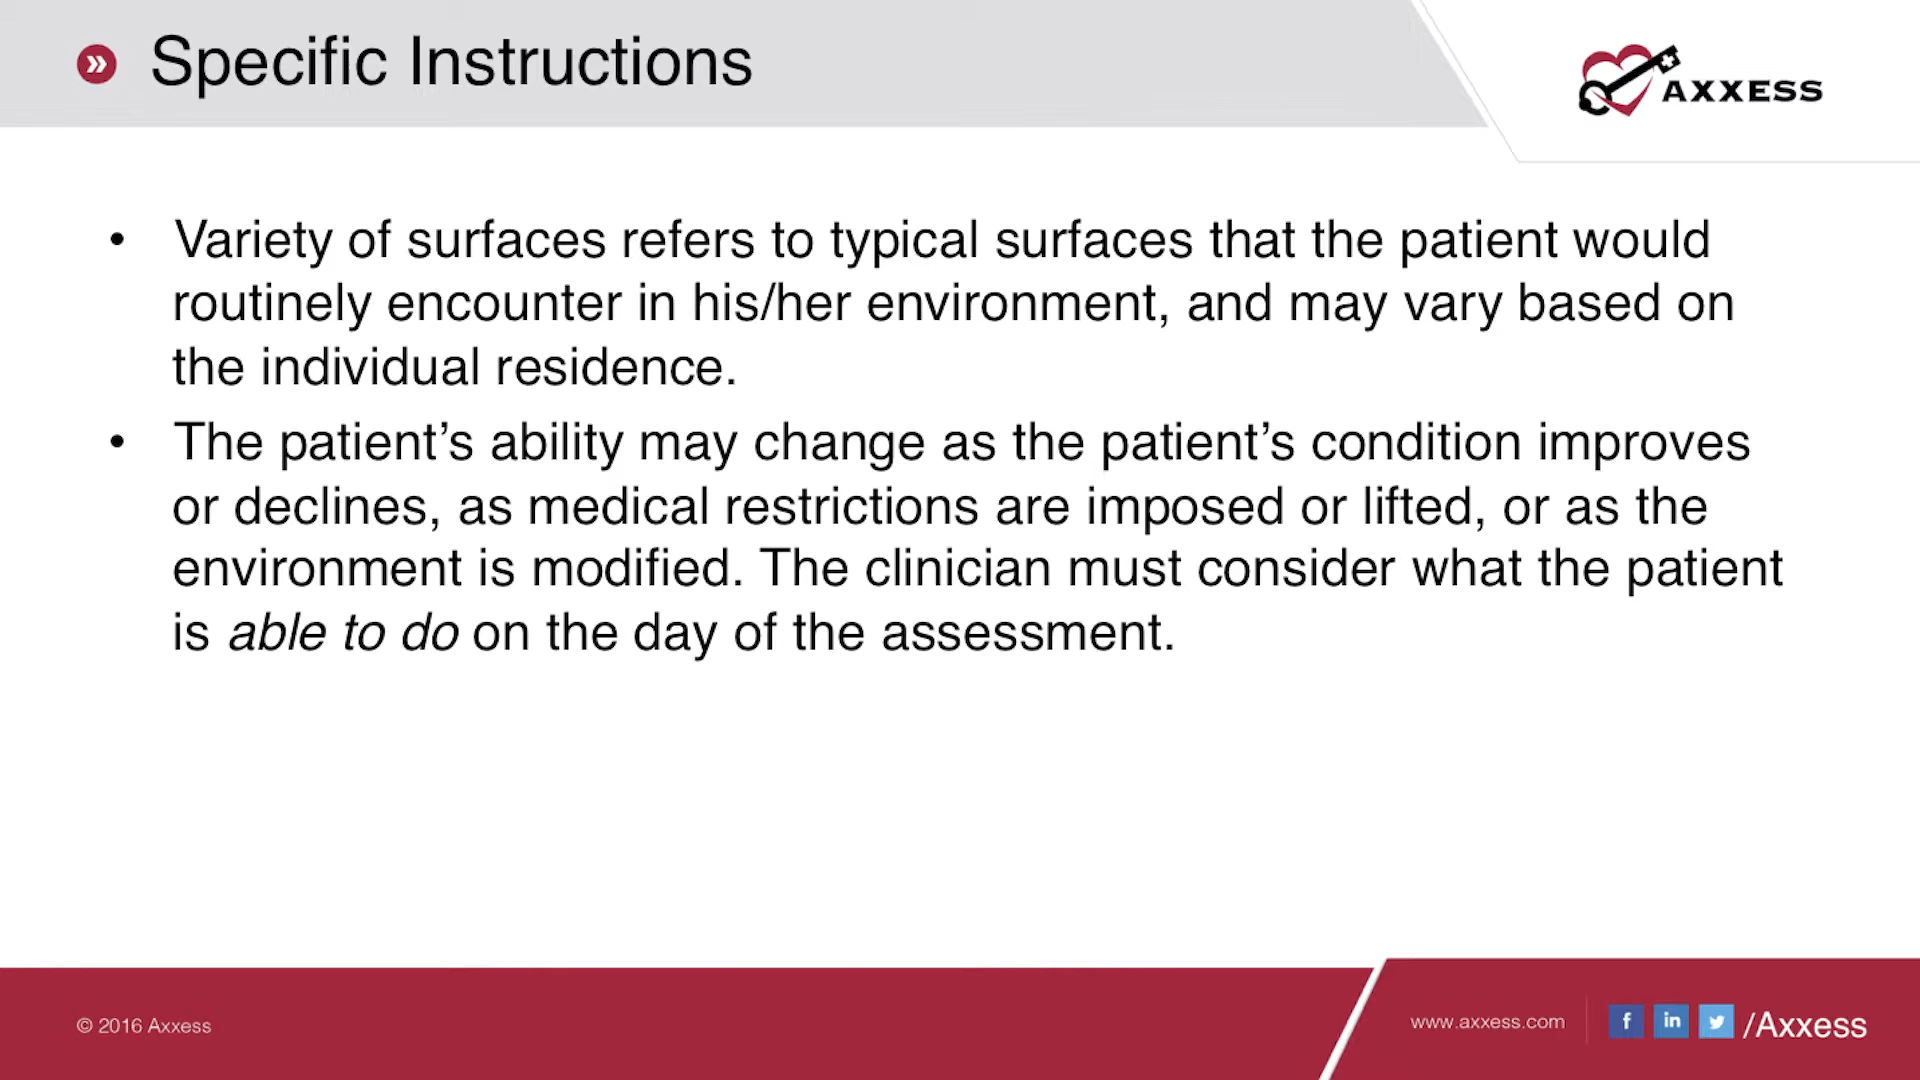 » Specific Instructions
AXXESS
• Variety of surfaces refers to typical surfaces that the patient would
routinely encounter in his/her environment, and may vary based on
the individual residence.
• The patient’s ability may change as the patient’s condition improves
or declines, as medical restrictions are imposed or lifted, or as the
environment is modified. The clinician must consider what the patient
is able to do on the day of the assessment.
© 2016 Axxess
www.axxess.com
f in /Axxess